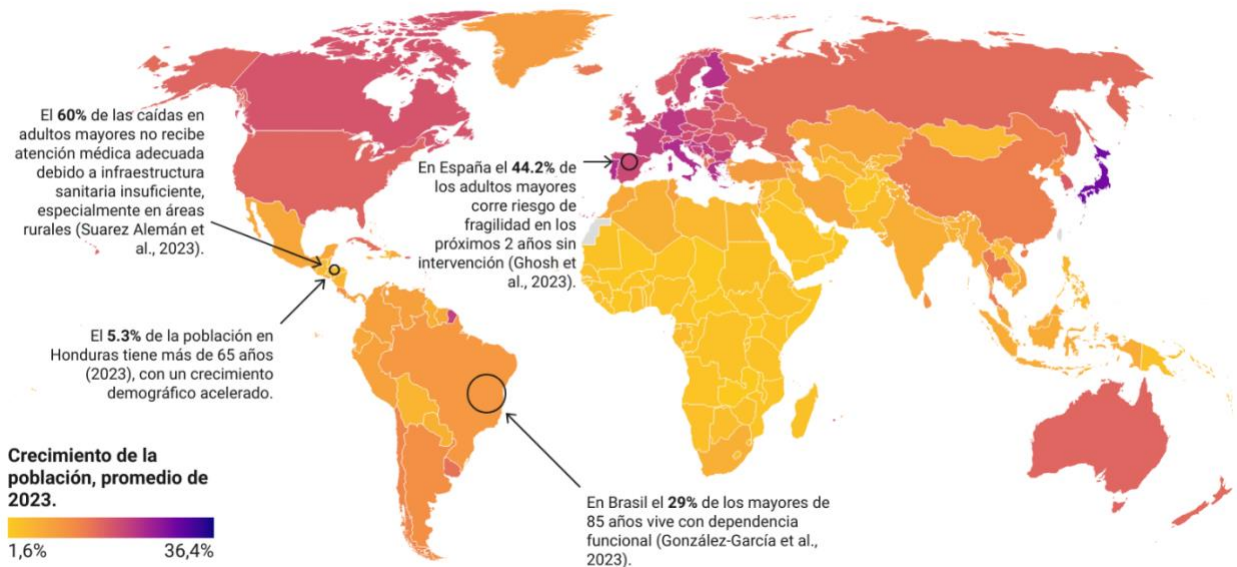 El 60% de las caídas en
adultos mayores no recibe
atención médica adecuada
debido a infraestructura
sanitaria insuficiente,
especialmente en áreas
rurales (Suarez Alemán et
al., 2023).
En España el 44.2% de
los adultos mayores
corre riesgo de
fragilidad en los
próximos 2 años sin
intervención (Ghosh et
al., 2023).
El 5.3% de la población en
Honduras tiene más de 65 años
(2023), con un crecimiento
demográfico acelerado.
En Brasil el 29% de los mayores de
85 años vive con dependencia
funcional (González-García et al.,
2023).
Crecimiento de la
población, promedio de
2023.
1,6% 36,4%